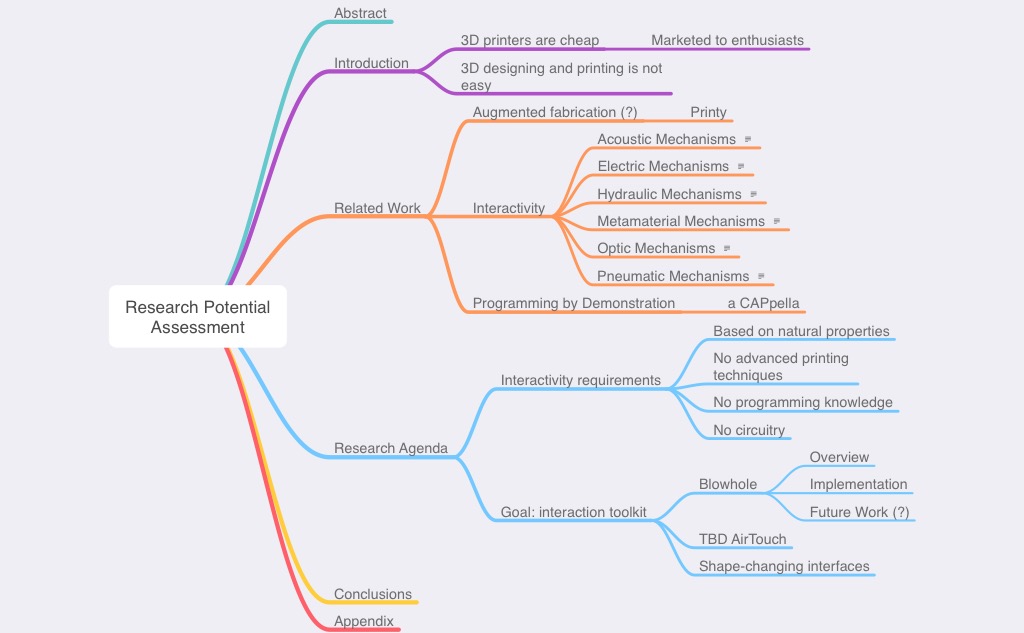 Abstract
3D printers are cheap
Marketed to enthusiasts
Introduction
3D designing and printing is not
easy
Augmented fabrication (?)
Printy
Acoustic Mechanisms
Electric Mechanisms
Hydraulic Mechanisms
Related Work
Interactivity
Metamaterial Mechanisms
Optic Mechanisms
Pneumatic Mechanisms
Programming by Demonstration
a CAPpella
Research Potential
Assessment
Based on natural properties
No advanced printing
techniques
Interactivity requirements
No programming knowledge
No circuitry
Research Agenda
Overview
Blowhole
Implementation
Future Work (?)
Goal: interaction toolkit
TBD AirTouch
Shape-changing interfaces
Conclusions
Appendix